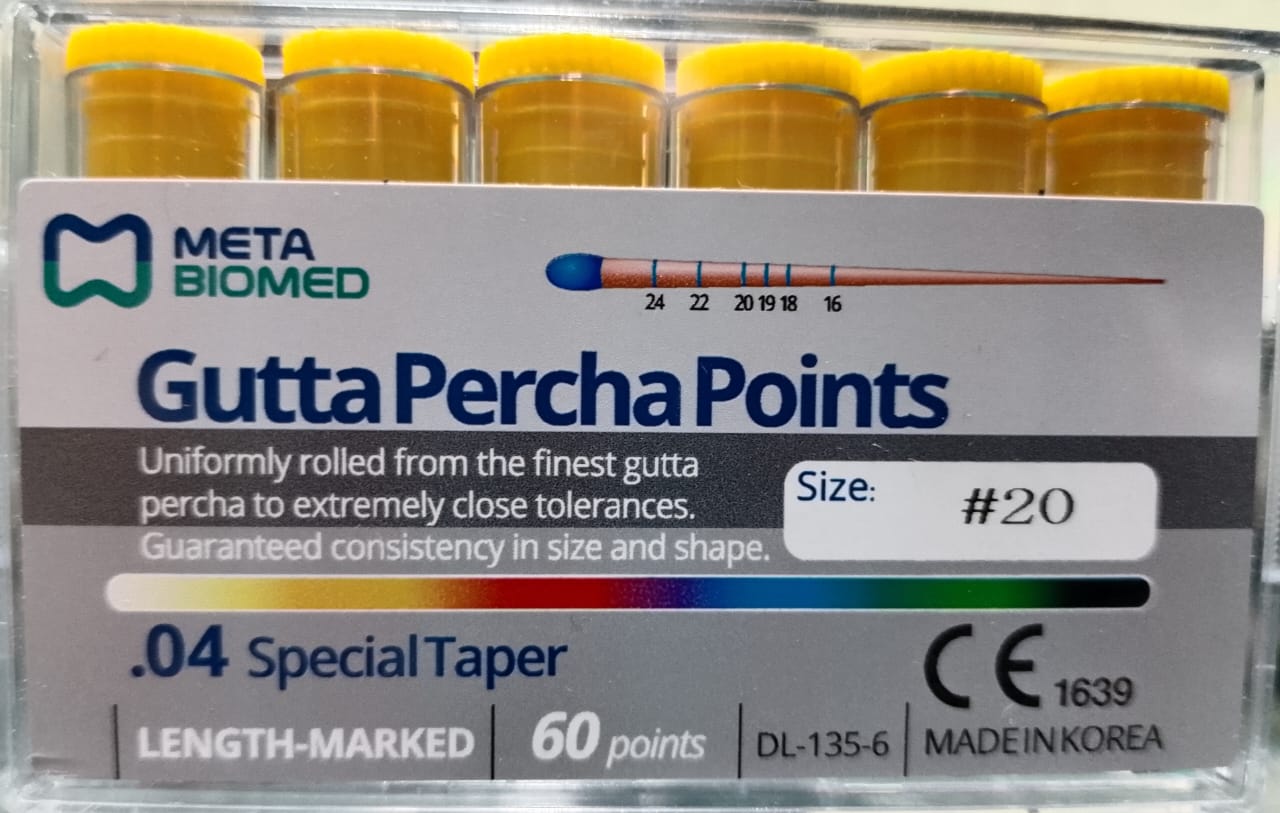 META
BIOMED
24 22 20 19 18 16
Gutta Percha Points
Uniformly rolled from the finest gutta
percha to extremely close tolerances.
Guaranteed consistency in size and shape.
Size: #20
.04 Special Taper
CE 1639
LENGTH-MARKED
60 points
DL-135-6
MADE IN KOREA